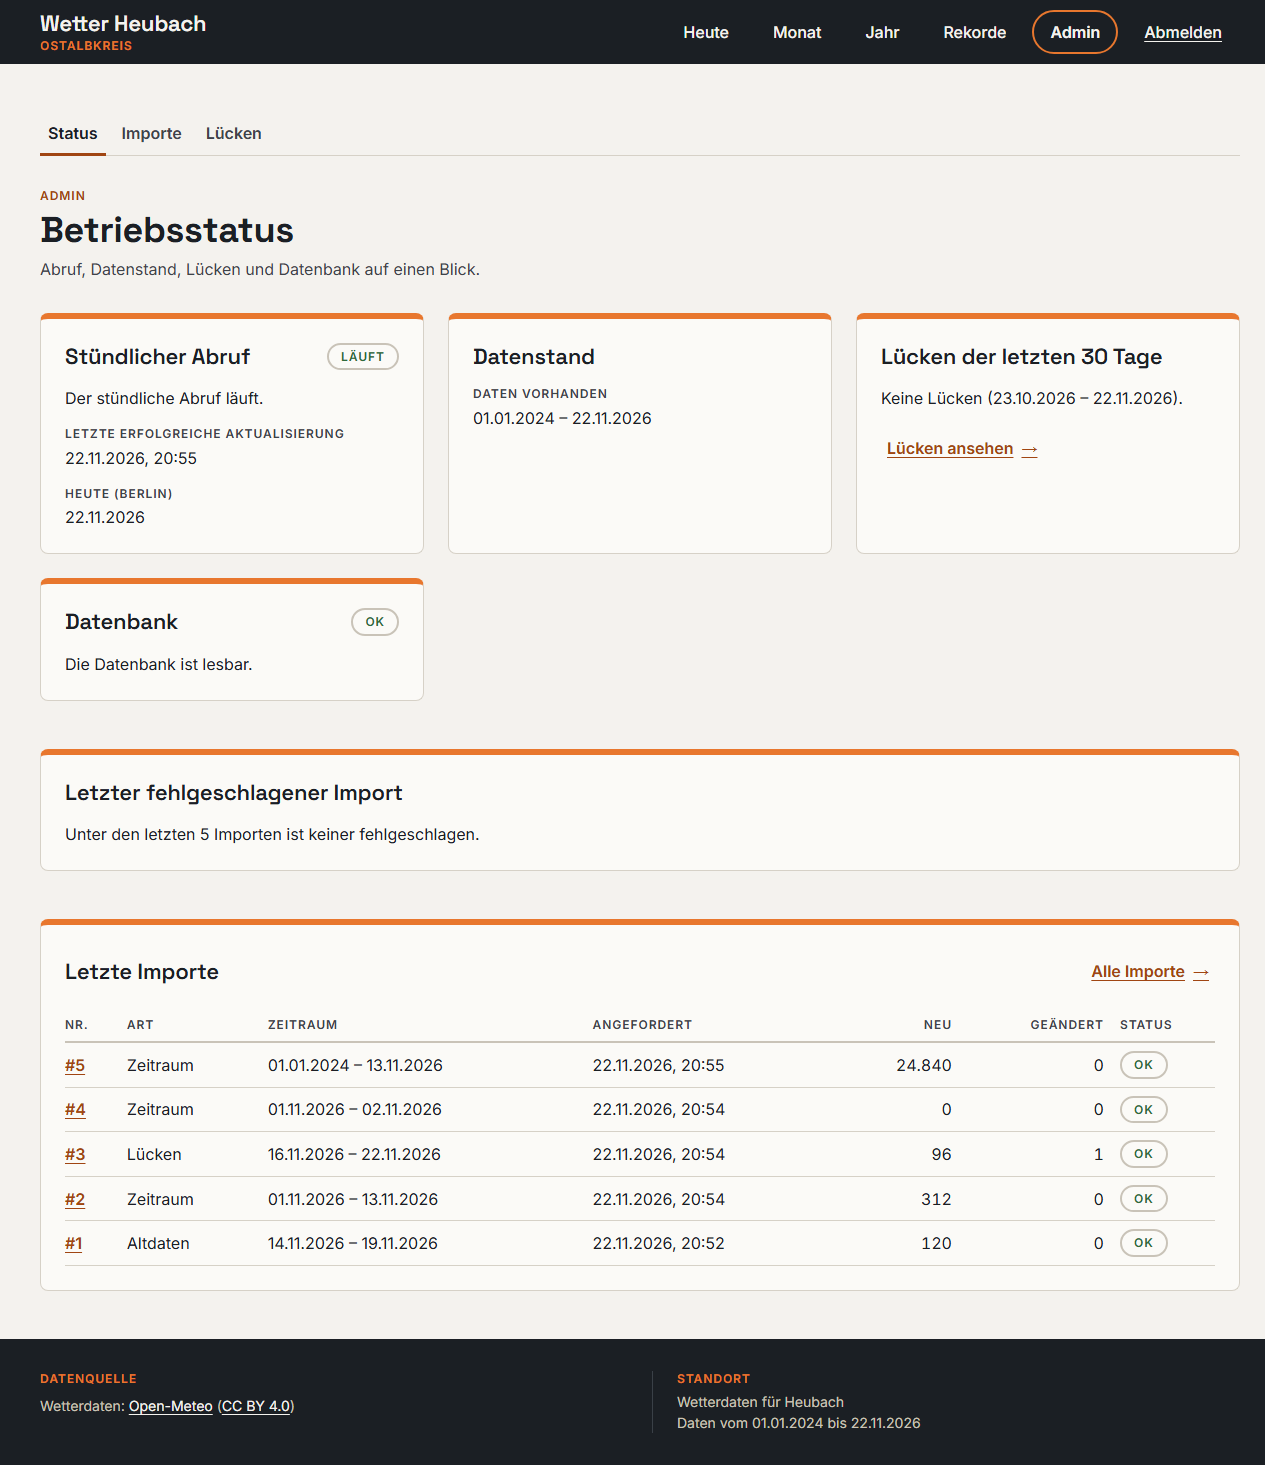 Wetter Heubach
OSTALBKREIS
Heute Monat Jahr Rekorde Admin Abmelden
Status Importe Lücken
ADMIN
Betriebsstatus
Abruf, Datenstand, Lücken und Datenbank auf einen Blick.
Stündlicher Abruf LÄUFT
Der stündliche Abruf läuft.
LETZTE ERFOLGREICHE AKTUALISIERUNG
22.11.2026, 20:55
HEUTE (BERLIN)
22.11.2026
Datenstand
DATEN VORHANDEN
01.01.2024 – 22.11.2026
Lücken der letzten 30 Tage
Keine Lücken (23.10.2026 – 22.11.2026).
Lücken ansehen →
Datenbank OK
Die Datenbank ist lesbar.
Letzter fehlgeschlagener Import
Unter den letzten 5 Importen ist keiner fehlgeschlagen.
Letzte Importe Alle Importe →
NR. ART ZEITRAUM ANGEFORDERT NEU GEÄNDERT STATUS
#5 Zeitraum 01.01.2024 – 13.11.2026 22.11.2026, 20:55 24.840 0 OK
#4 Zeitraum 01.11.2026 – 02.11.2026 22.11.2026, 20:54 0 0 OK
#3 Lücken 16.11.2026 – 22.11.2026 22.11.2026, 20:54 96 1 OK
#2 Zeitraum 01.11.2026 – 13.11.2026 22.11.2026, 20:54 312 0 OK
#1 Altdaten 14.11.2026 – 19.11.2026 22.11.2026, 20:52 120 0 OK
DATENQUELLE
Wetterdaten: Open-Meteo (CC BY 4.0)
STANDORT
Wetterdaten für Heubach
Daten vom 01.01.2024 bis 22.11.2026